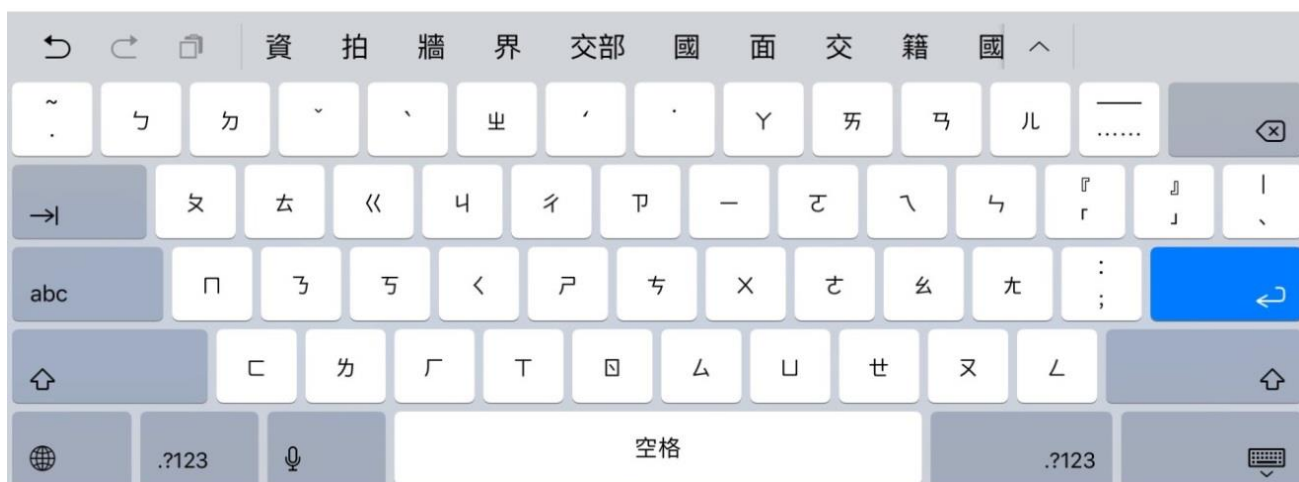 資 拍 牆 界 交部 國 面 交 籍 國
~ · ㄅ ㄉ ˇ ˋ ㄓ ˊ ˙ ㄚ ㄞ ㄢ ㄦ — ……
ㄆ ㄊ ㄍ ㄐ ㄔ ㄗ ㄧ ㄛ ㄟ ㄣ 『 「 』 」 | 、
abc ㄇ ㄋ ㄎ ㄑ ㄕ ㄘ ㄨ ㄜ ㄠ ㄤ : ;
ㄈ ㄌ ㄏ ㄒ ㄖ ㄙ ㄩ ㄝ ㄡ ㄥ
.?123 空格 .?123